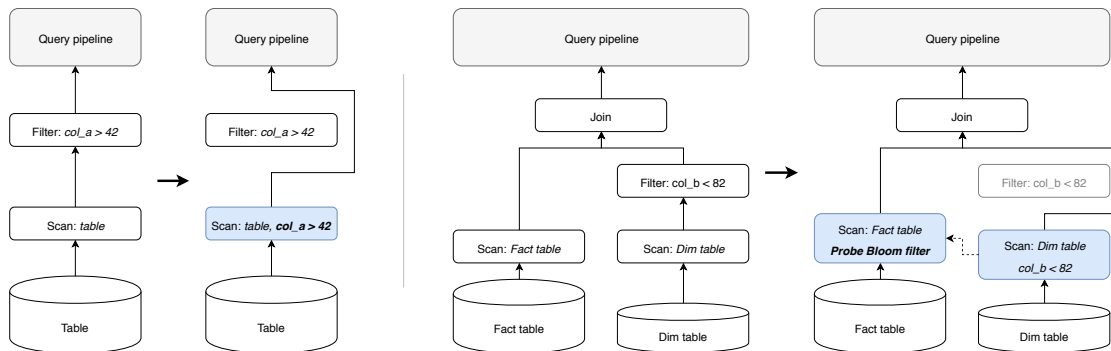 Query pipeline
Filter: col_a > 42
Scan: table
Table
Query pipeline
Filter: col_a > 42
Scan: table, col_a > 42
Table
Query pipeline
Join
Filter: col_b < 82
Scan: Fact table
Scan: Dim table
Fact table
Dim table
Query pipeline
Join
Filter: col_b < 82
Scan: Fact table
Probe Bloom filter
Scan: Dim table
col_b < 82
Fact table
Dim table